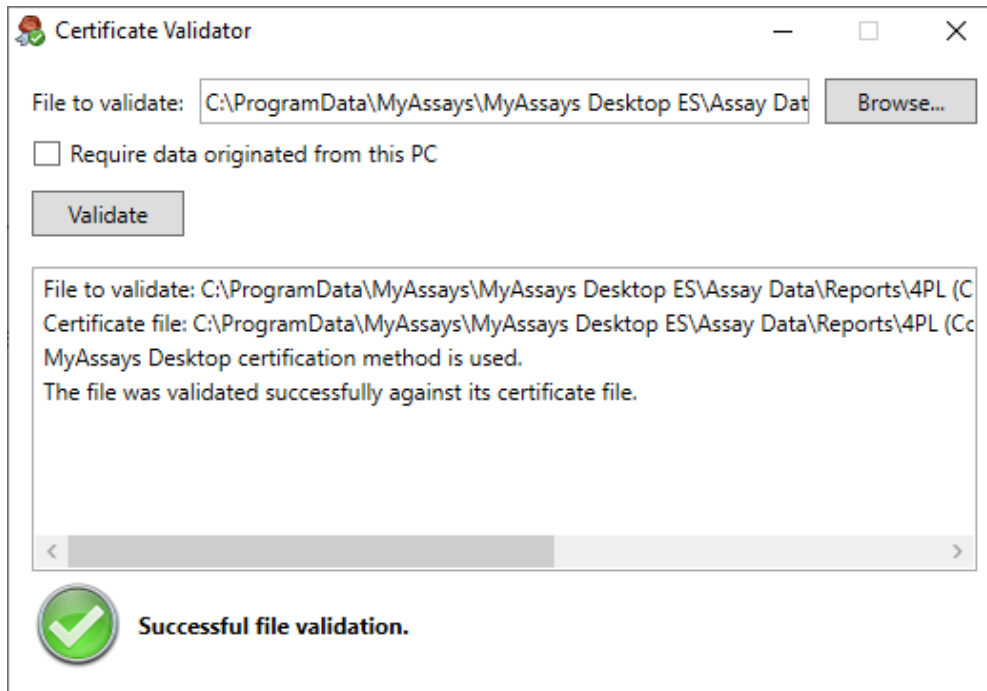 Certificate Validator
File to validate: C:\ProgramData\MyAssays\MyAssays Desktop ES\Assay Dat Browse...
Require data originated from this PC
Validate
File to validate: C:\ProgramData\MyAssays\MyAssays Desktop ES\Assay Data\Reports\4PL (C
Certificate file: C:\ProgramData\MyAssays\MyAssays Desktop ES\Assay Data\Reports\4PL (Cc
MyAssays Desktop certification method is used.
The file was validated successfully against its certificate file.
Successful file validation.